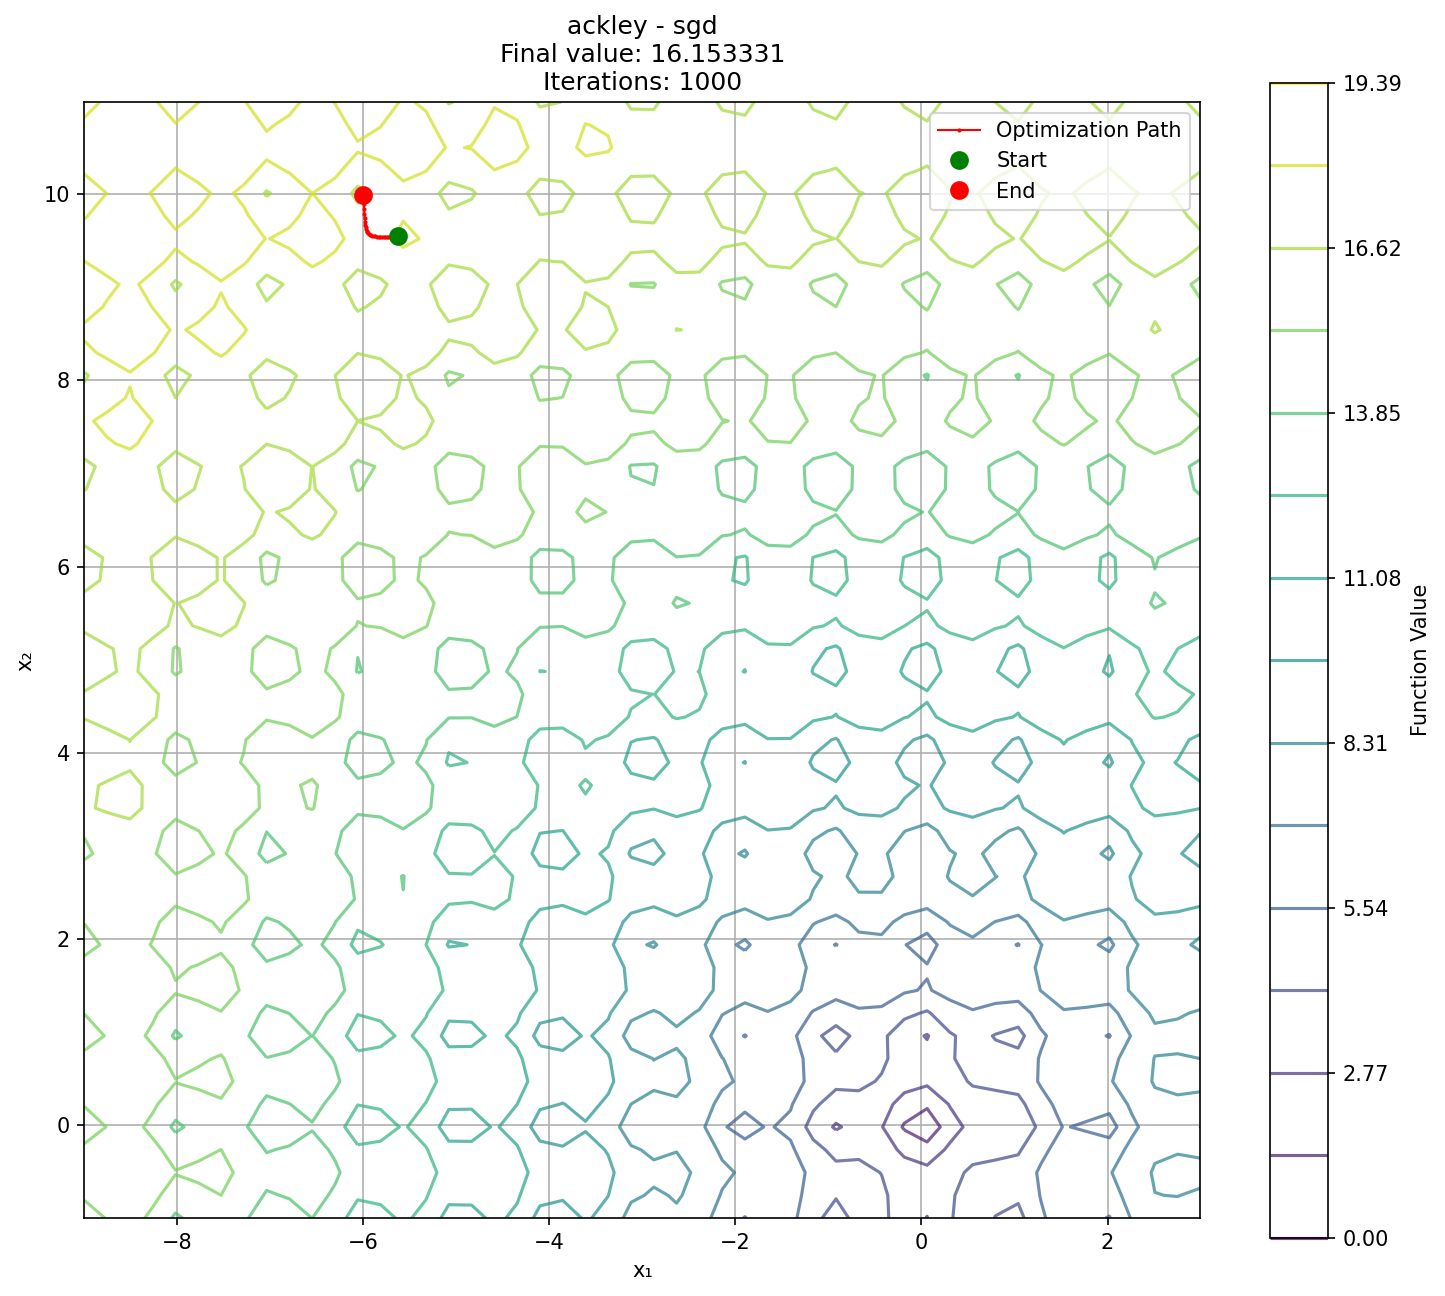 ackley - sgd
Final value: 16.153331
Iterations: 1000
Optimization Path
Start
End
10
8
6
4
2
0
x₂
−8
−6
−4
−2
0
2
x₁
19.39
16.62
13.85
11.08
8.31
5.54
2.77
0.00
Function Value